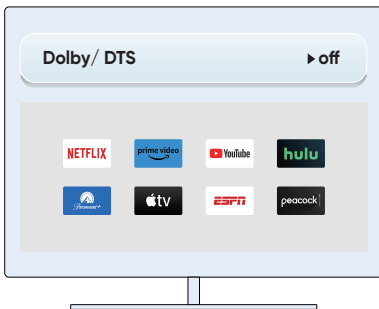 Dolby/ DTS ▸off
NETFLIX prime video YouTube hulu
Paramount+ tv ESPN peacock